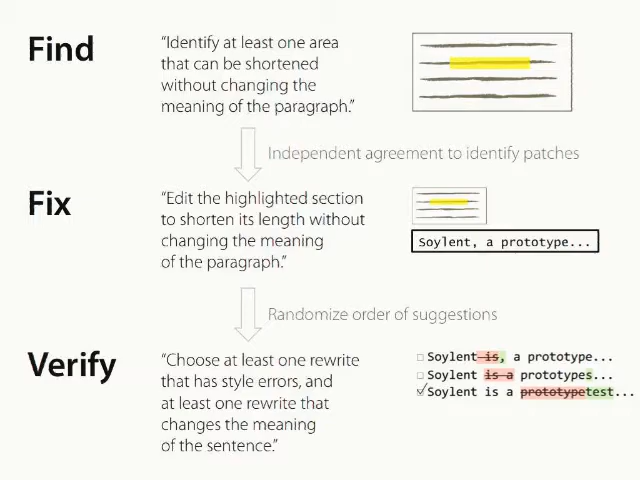 Find
“Identify at least one area
that can be shortened
without changing the
meaning of the paragraph.”
Independent agreement to identify patches
Fix
“Edit the highlighted section
to shorten its length without
changing the meaning
of the paragraph.”
Soylent, a prototype...
Randomize order of suggestions
Verify
“Choose at least one rewrite
that has style errors, and
at least one rewrite that
changes the meaning
of the sentence.”
Soylent is, a prototype...
Soylent is a prototypes...
Soylent is a prototypetest...